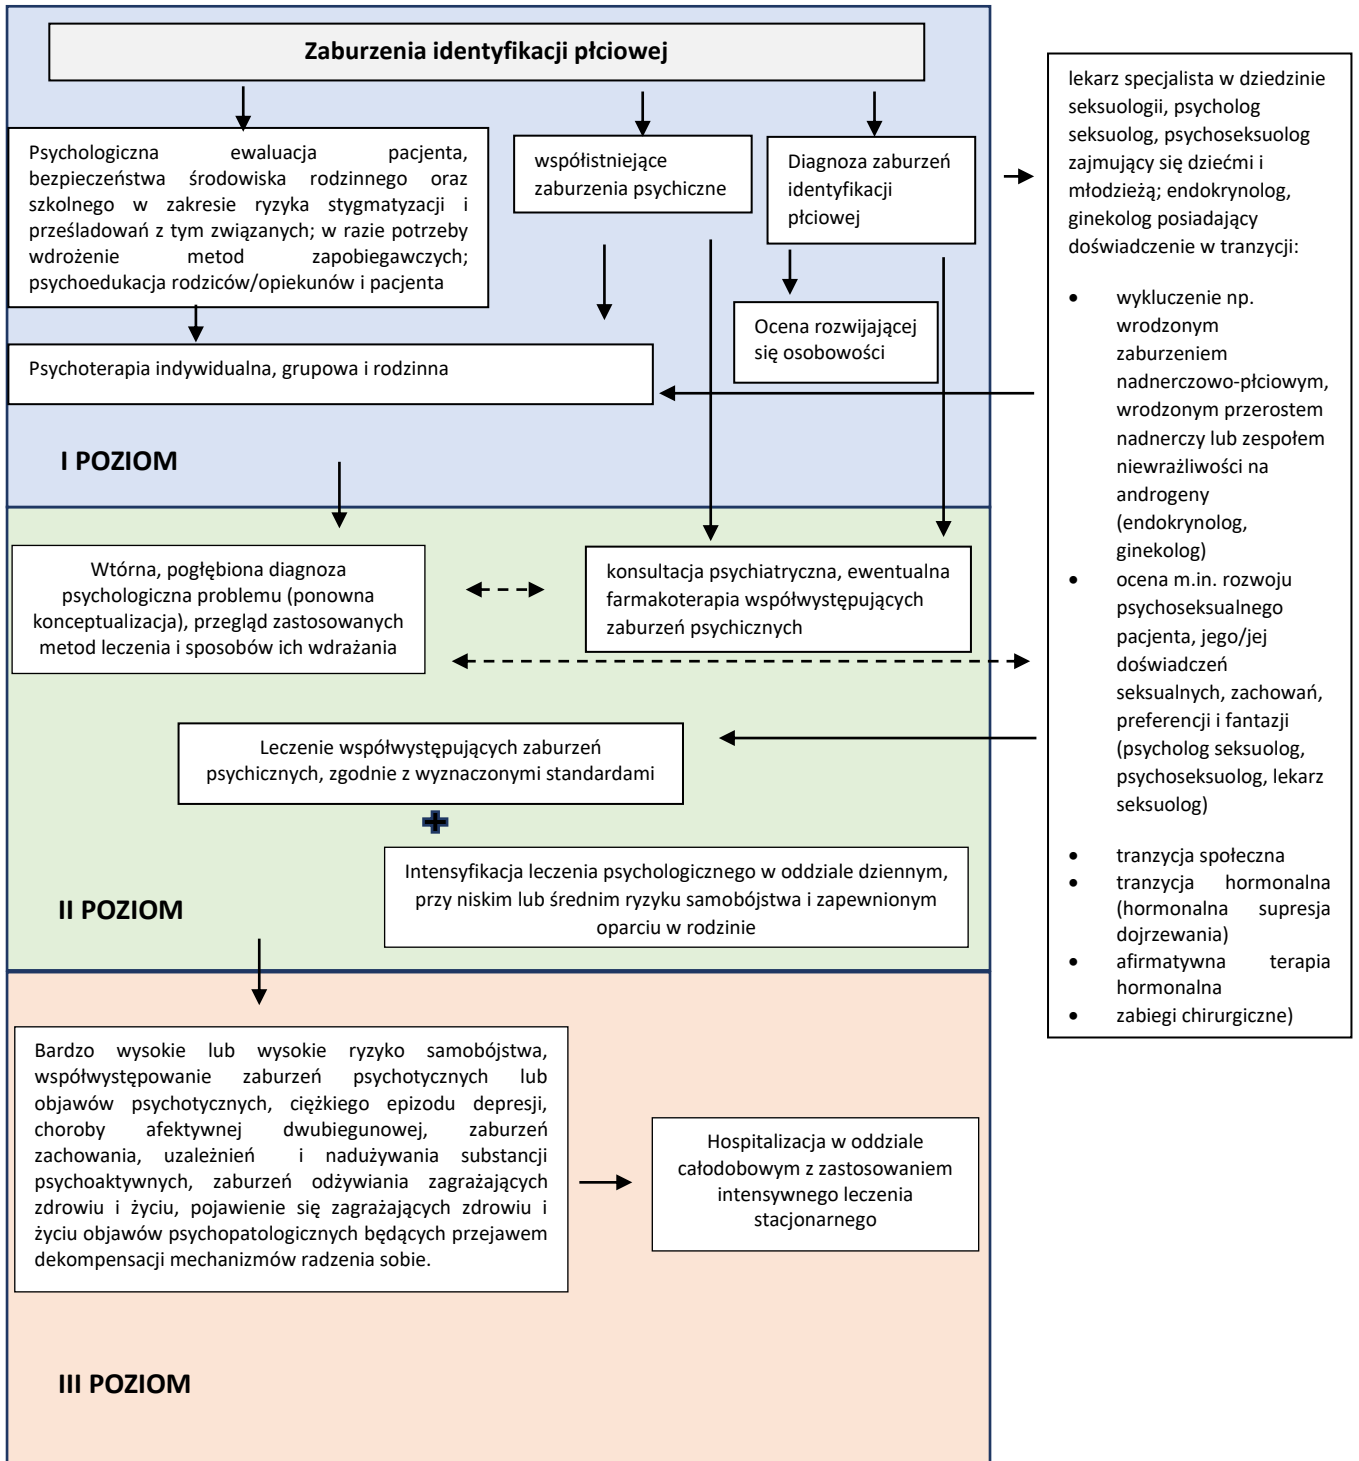 Zaburzenia identyfikacji płciowej
Psychologiczna ewaluacja pacjenta,
bezpieczeństwa środowiska rodzinnego oraz
szkolnego w zakresie ryzyka stygmatyzacji i
prześladowań z tym związanych; w razie potrzeby
wdrożenie metod zapobiegawczych;
psychoedukacja rodziców/opiekunów i pacjenta
współistniejące
zaburzenia psychiczne
Diagnoza zaburzeń
identyfikacji
płciowej
Ocena rozwijającej
się osobowości
Psychoterapia indywidualna, grupowa i rodzinna
I POZIOM
lekarz specjalista w dziedzinie
seksuologii, psycholog
seksuolog, psychoseksuolog
zajmujący się dziećmi i
młodzieżą; endokrynolog,
ginekolog posiadający
doświadczenie w tranzycji:
• wykluczenie np.
wrodzonym
zaburzeniem
nadnerczowo-płciowym,
wrodzonym przerostem
nadnerczy lub zespołem
niewrażliwości na
androgeny
(endokrynolog,
ginekolog)
• ocena m.in. rozwoju
psychoseksualnego
pacjenta, jego/jej
doświadczeń
seksualnych, zachowań,
preferencji i fantazji
(psycholog seksuolog,
psychoseksuolog, lekarz
seksuolog)
• tranzycja społeczna
• tranzycja hormonalna
(hormonalna supresja
dojrzewania)
• afirmatywna terapia
hormonalna
• zabiegi chirurgiczne)
Wtórna, pogłębiona diagnoza
psychologiczna problemu (ponowna
konceptualizacja), przegląd zastosowanych
metod leczenia i sposobów ich wdrażania
konsultacja psychiatryczna, ewentualna
farmakoterapia współwystępujących
zaburzeń psychicznych
Leczenie współwystępujących zaburzeń
psychicznych, zgodnie z wyznaczonymi standardami
Intensyfikacja leczenia psychologicznego w oddziale dziennym,
przy niskim lub średnim ryzyku samobójstwa i zapewnionym
oparciu w rodzinie
II POZIOM
Bardzo wysokie lub wysokie ryzyko samobójstwa,
współwystępowanie zaburzeń psychotycznych lub
objawów psychotycznych, ciężkiego epizodu depresji,
choroby afektywnej dwubiegunowej, zaburzeń
zachowania, uzależnień i nadużywania substancji
psychoaktywnych, zaburzeń odżywiania zagrażających
zdrowiu i życiu, pojawienie się zagrażających zdrowiu i
życiu objawów psychopatologicznych będących przejawem
dekompensacji mechanizmów radzenia sobie.
Hospitalizacja w oddziale
całodobowym z zastosowaniem
intensywnego leczenia
stacjonarnego
III POZIOM